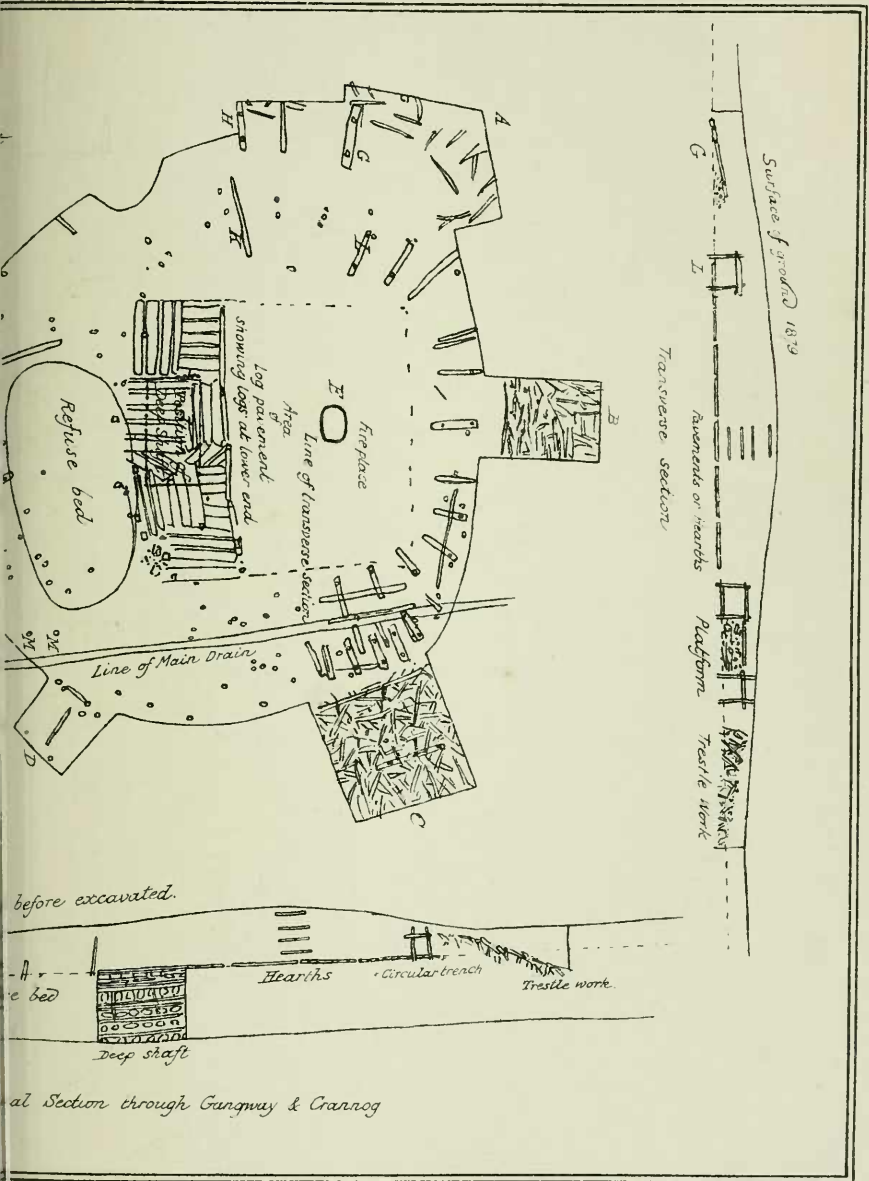 Surface of ground 1879
G
L
Transverse section
Pavements or Hearths
Platform
Trestle work
A
H
G
K
B
Fireplace
E
Line of transverse section
Area
of
Log pavement
showing logs at lower end
Position of
Deep shaft
Refuse bed
M
M
Line of Main Drain
D
C
before excavated.
A
e bed
Hearths
Circular trench
Trestle work.
Deep shaft
al Section through Gangway & Crannog